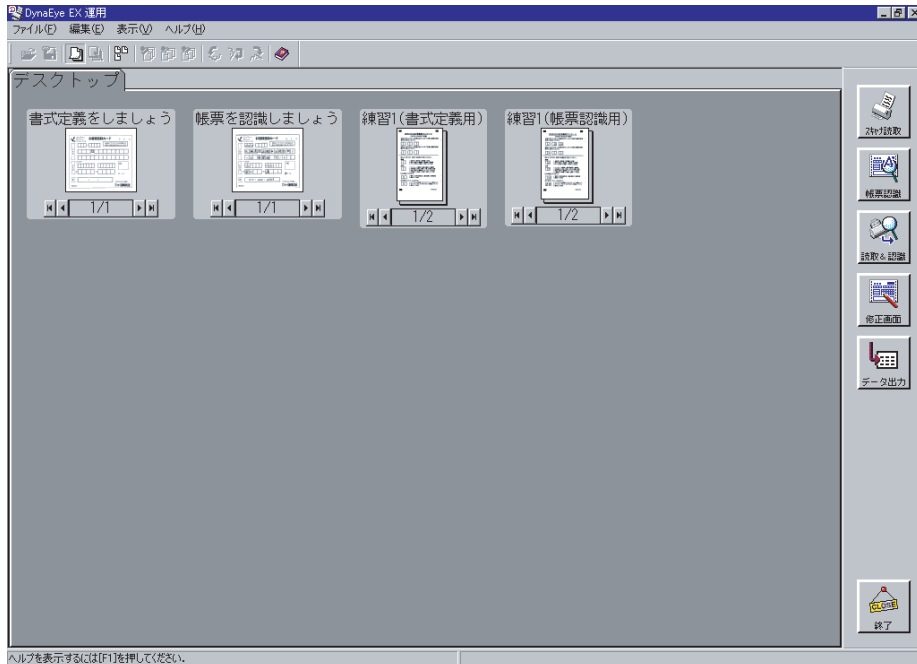 DynaEye EX 運用
ファイル(F) 編集(E) 表示(V) ヘルプ(H)
デスクトップ
書式定義をしましょう 帳票を認識しましょう 練習1(書式定義用) 練習1(帳票認識用)
1/1 1/1 1/2 1/2
スキャナ読取
帳票認識
読取&認識
修正画面
データ出力
CLOSE
終了
ヘルプを表示するには[F1]を押してください。